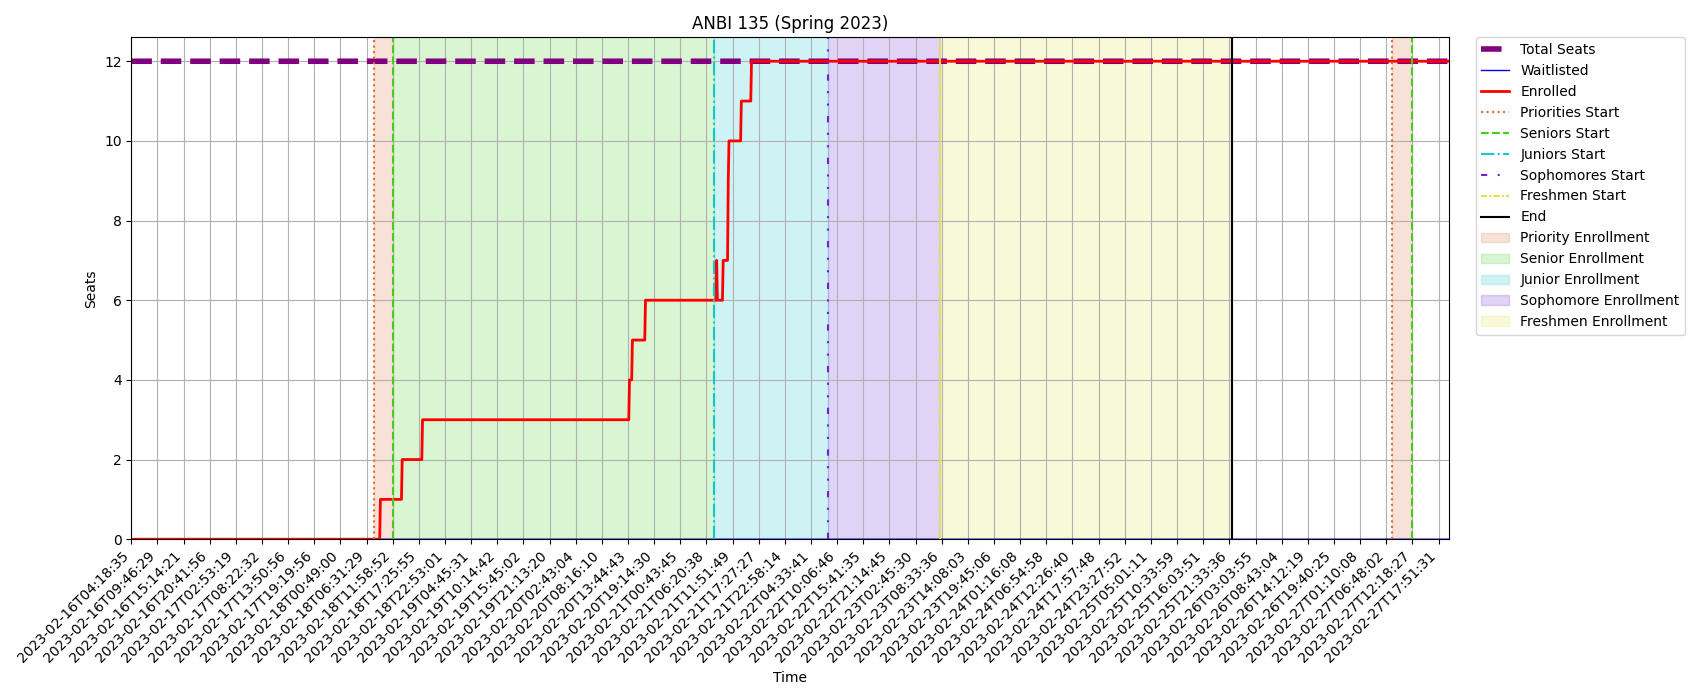 ANBI 135 (Spring 2023)
Seats
12
10
8
6
4
2
0
2023-02-16T04:18:35
2023-02-16T09:46:29
2023-02-16T15:14:21
2023-02-16T20:41:56
2023-02-17T02:53:19
2023-02-17T08:22:32
2023-02-17T13:50:56
2023-02-17T19:19:56
2023-02-18T00:49:00
2023-02-18T06:31:29
2023-02-18T11:58:52
2023-02-18T17:25:55
2023-02-18T22:53:01
2023-02-19T04:45:31
2023-02-19T10:14:42
2023-02-19T15:45:02
2023-02-19T21:13:20
2023-02-20T02:43:04
2023-02-20T08:16:10
2023-02-20T13:44:43
2023-02-20T19:14:30
2023-02-21T00:43:45
2023-02-21T06:20:38
2023-02-21T11:51:49
2023-02-21T17:27:27
2023-02-21T22:58:14
2023-02-22T04:33:41
2023-02-22T10:06:46
2023-02-22T15:41:35
2023-02-22T21:14:45
2023-02-23T02:45:30
2023-02-23T08:33:36
2023-02-23T14:08:03
2023-02-23T19:45:06
2023-02-24T01:16:08
2023-02-24T06:54:58
2023-02-24T12:26:40
2023-02-24T17:57:48
2023-02-24T23:27:52
2023-02-25T05:01:11
2023-02-25T10:33:59
2023-02-25T16:03:51
2023-02-25T21:33:36
2023-02-26T03:03:55
2023-02-26T08:43:04
2023-02-26T14:12:19
2023-02-26T19:40:25
2023-02-27T01:10:08
2023-02-27T06:48:02
2023-02-27T12:18:27
2023-02-27T17:51:31
Time
Total Seats
Waitlisted
Enrolled
Priorities Start
Seniors Start
Juniors Start
Sophomores Start
Freshmen Start
End
Priority Enrollment
Senior Enrollment
Junior Enrollment
Sophomore Enrollment
Freshmen Enrollment